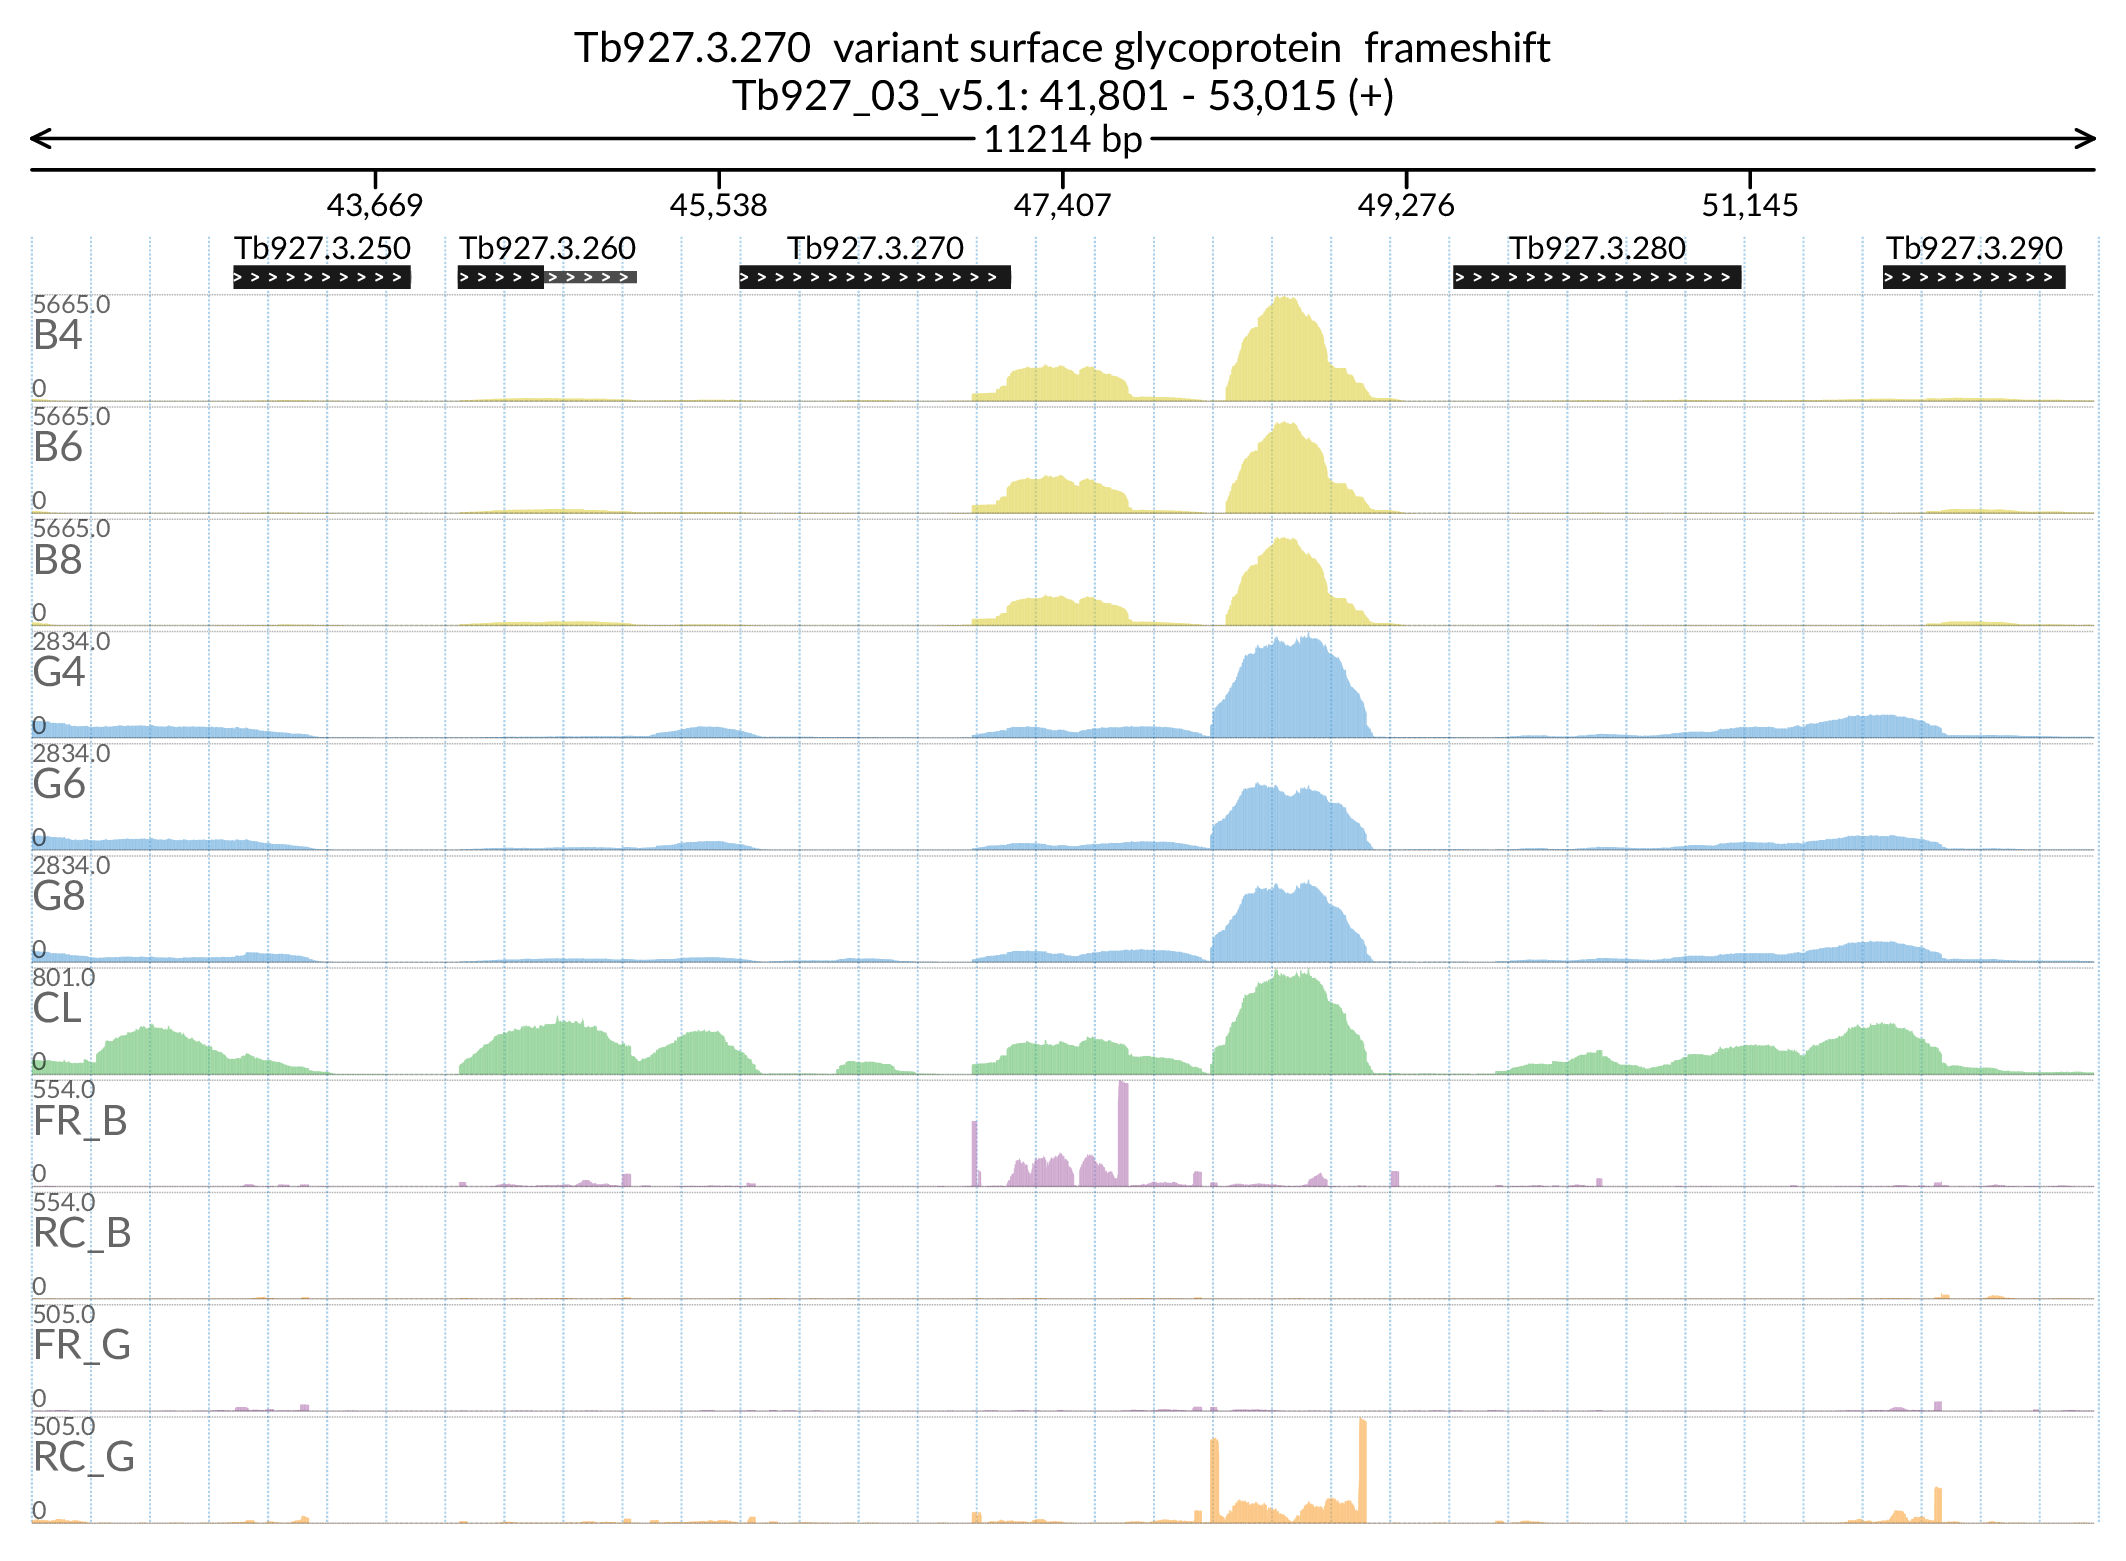 Tb927.3.270 variant surface glycoprotein frameshift
Tb927_03_v5.1: 41,801 - 53,015 (+)
11214 bp
43,669 45,538 47,407 49,276 51,145
Tb927.3.250 Tb927.3.260 Tb927.3.270 Tb927.3.280 Tb927.3.290
5665.0
B4
0
5665.0
B6
0
5665.0
B8
0
2834.0
G4
0
2834.0
G6
0
2834.0
G8
0
801.0
CL
0
554.0
FR_B
0
554.0
RC_B
0
505.0
FR_G
0
505.0
RC_G
0